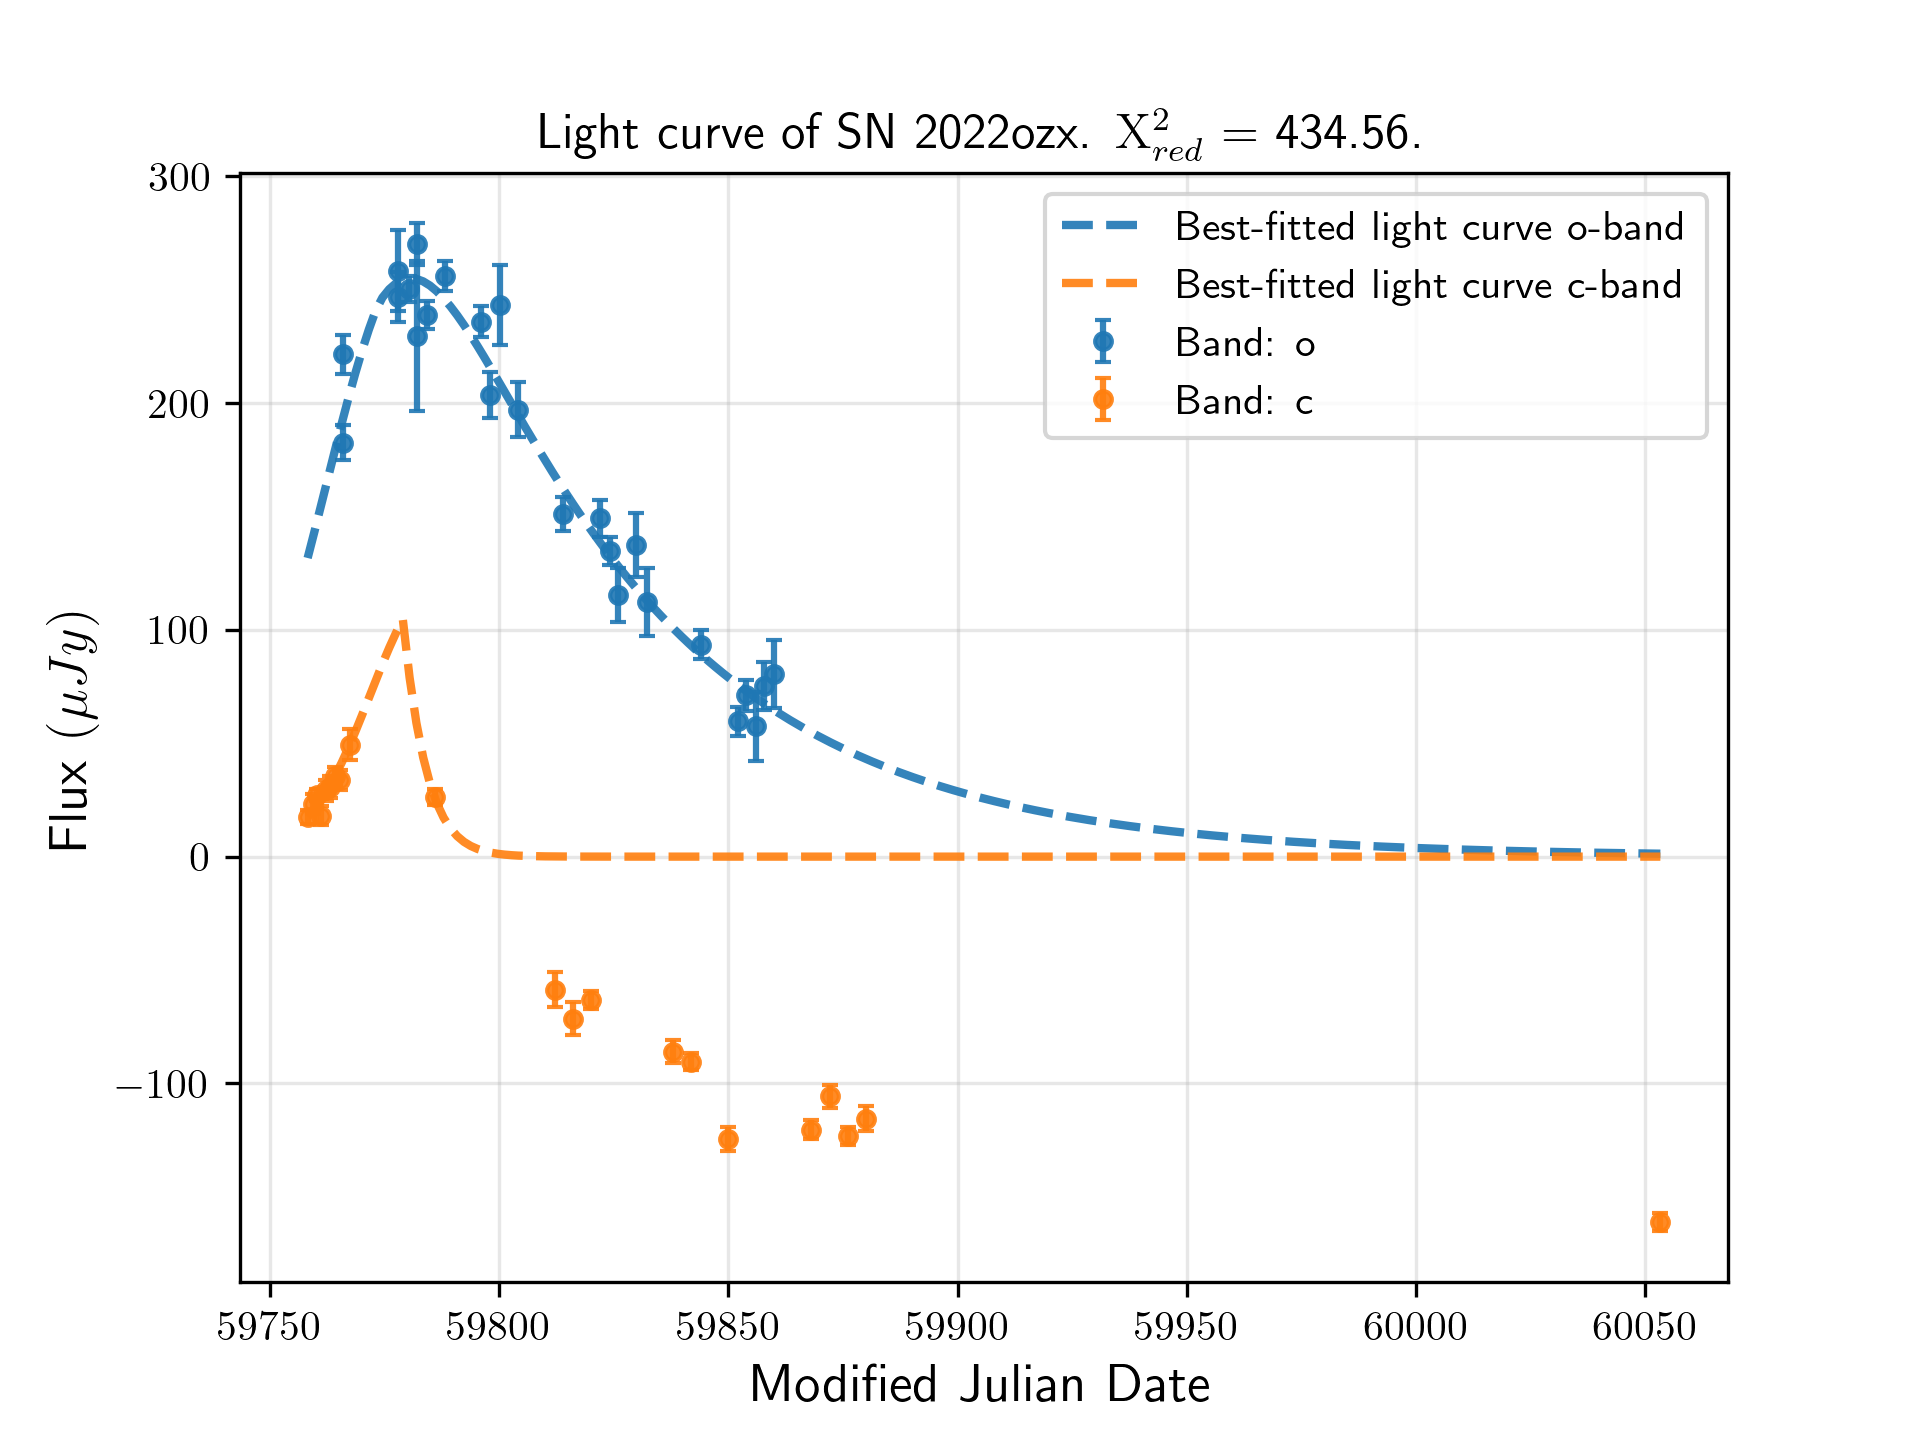 Light curve of SN 2022ozx. X²_red = 434.56.
300
200
100
0
−100
Flux (μJy)
Best-fitted light curve o-band
Best-fitted light curve c-band
Band: o
Band: c
59750 59800 59850 59900 59950 60000 60050
Modified Julian Date